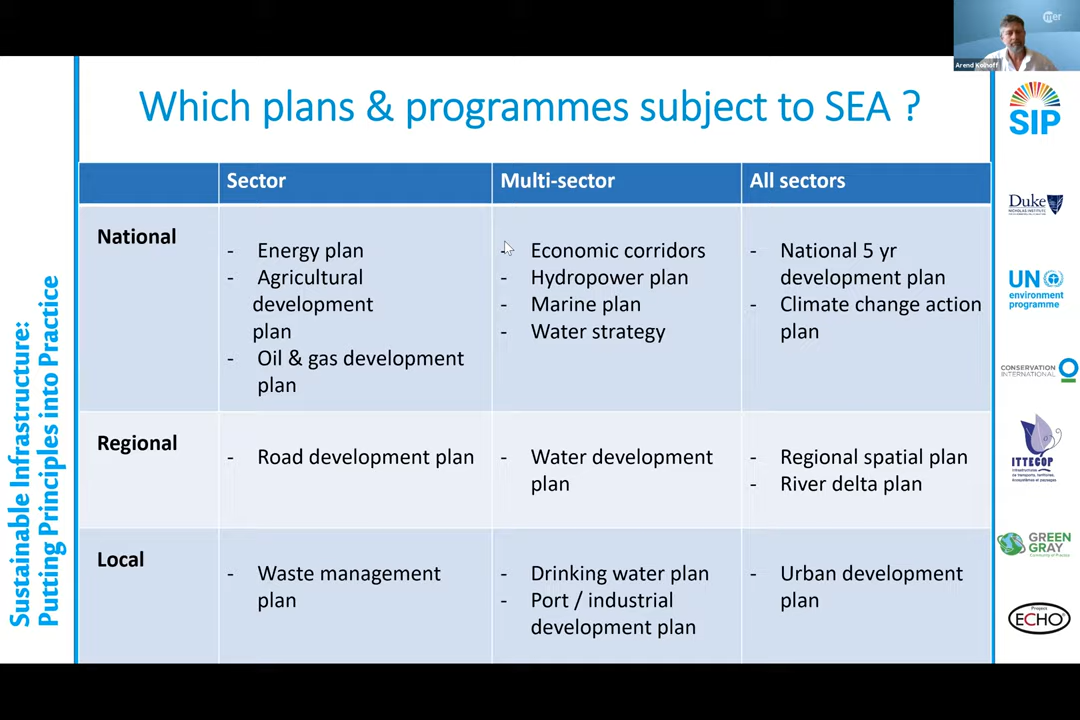 mer
Arend Kolhoff
Which plans & programmes subject to SEA ?
Sector
Multi-sector
All sectors
National
- Energy plan
- Agricultural
development
plan
- Oil & gas development
plan
- Economic corridors
- Hydropower plan
- Marine plan
- Water strategy
- National 5 yr
development plan
- Climate change action
plan
Regional
- Road development plan
- Water development
plan
- Regional spatial plan
- River delta plan
Local
- Waste management
plan
- Drinking water plan
- Port / industrial
development plan
- Urban development
plan
Sustainable Infrastructure:
Putting Principles into Practice
SIP
Duke
UN
environment
programme
CONSERVATION
INTERNATIONAL
ITTECOP
GREEN
GRAY
Project
ECHO